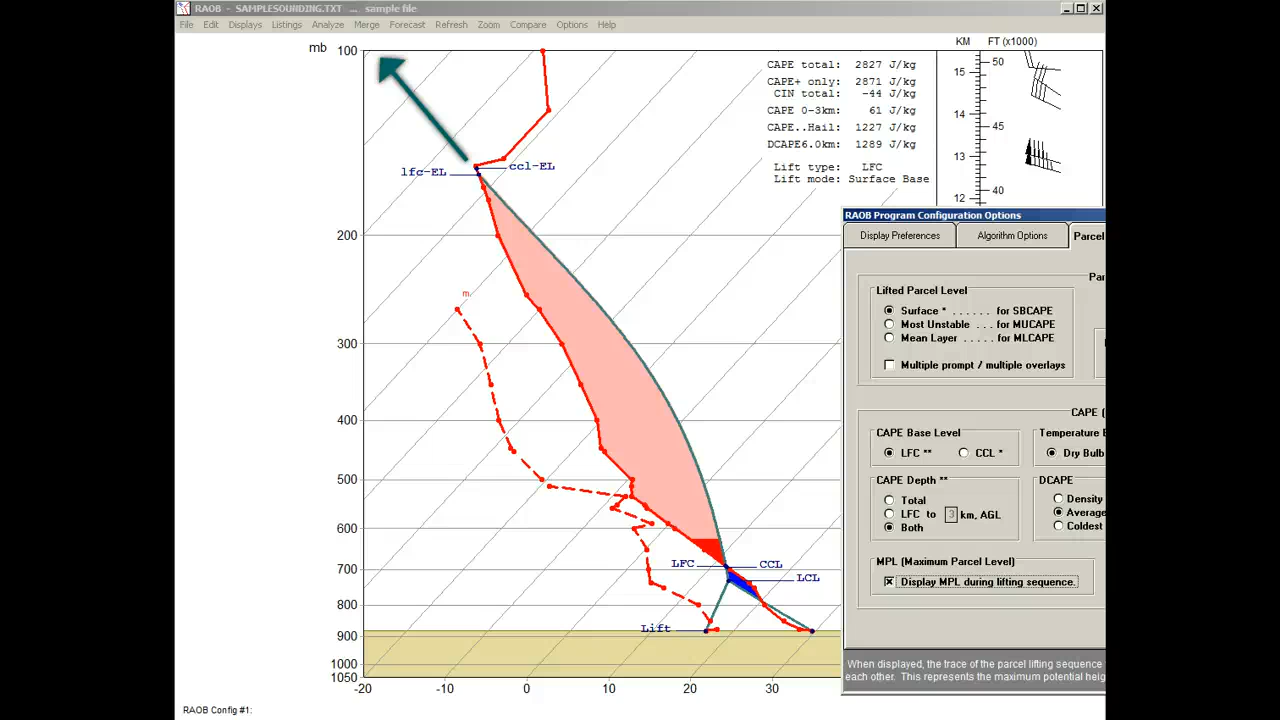 RAOB - SAMPLESOUNDING.TXT ... sample file
File Edit Displays Listings Analyze Merge Forecast Refresh Zoom Compare Options Help
mb
KM FT (x1000)
100
200
300
400
500
600
700
800
900
1000
1050
-20 -10 0 10 20 30
CAPE total: 2827 J/kg
CAPE+ only: 2871 J/kg
CIN total: -44 J/kg
CAPE 0-3km: 61 J/kg
CAPE..Hail: 1227 J/kg
DCAPE6.0km: 1289 J/kg
Lift type: LFC
Lift mode: Surface Base
15
14
13
12
50
45
40
lfc-EL
ccl-EL
m
LFC
CCL
LCL
Lift
RAOB Program Configuration Options
Display Preferences
Algorithm Options
Parcel
Par
Lifted Parcel Level
Surface * . . . . . . for SBCAPE
Most Unstable . . . for MUCAPE
Mean Layer . . . . . for MLCAPE
Multiple prompt / multiple overlays
CAPE (
CAPE Base Level
LFC ** CCL *
Temperature
Dry Bulb
CAPE Depth **
Total
LFC to 3 km, AGL
Both
DCAPE
Density
Average
Coldest
MPL (Maximum Parcel Level)
Display MPL during lifting sequence.
When displayed, the trace of the parcel lifting sequence
each other. This represents the maximum potential heig
RAOB Config #1: